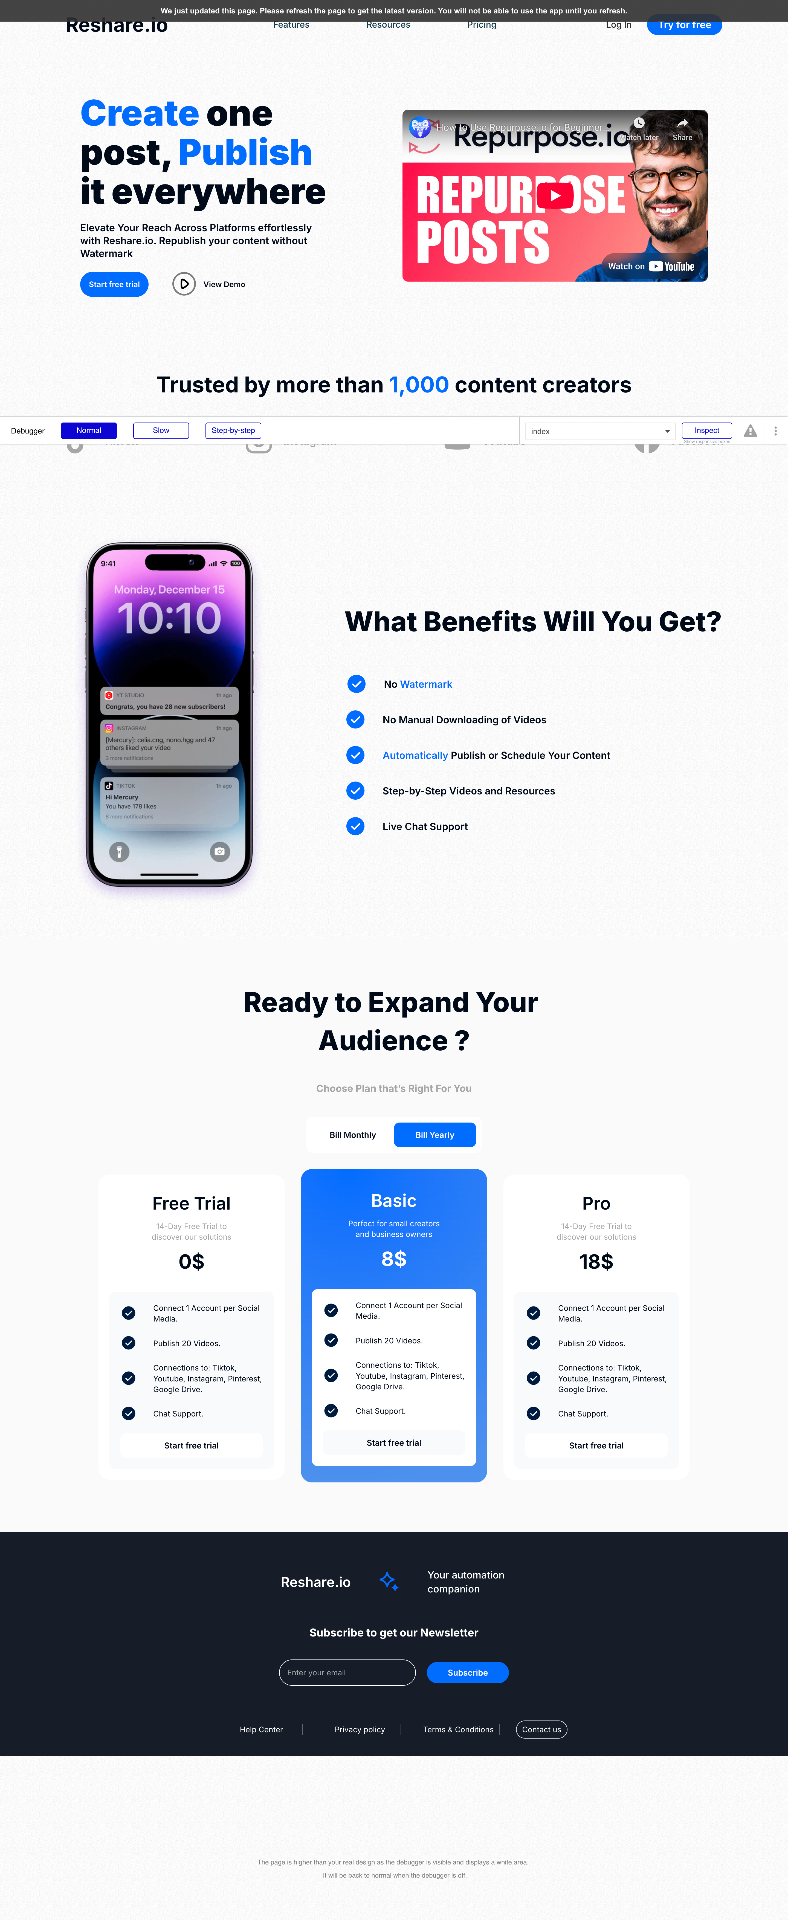 We just updated this page. Please refresh the page to get the latest version. You will not be able to use the app until you refresh.
Reshare.io
Features
Resources
Pricing
Log In
Try for free
Create one
post, Publish
it everywhere
Elevate Your Reach Across Platforms effortlessly
with Reshare.io. Republish your content without
Watermark
Start free trial
View Demo
Watch later
Share
Repurpose.io
REPURPOSE
POSTS
Watch on YouTube
Trusted by more than 1,000 content creators
Debugger
Normal
Slow
Step-by-step
index
Inspect
9:41
Monday, December 15
10:10
YT STUDIO
1h ago
Congrats, you have 28 new subscribers!
INSTAGRAM
1h ago
[Mercury]: celia.cng, nono.hgg and 47
others liked your video
TIKTOK
1h ago
Hi Mercury
You have 178 likes
What Benefits Will You Get?
No Watermark
No Manual Downloading of Videos
Automatically Publish or Schedule Your Content
Step-by-Step Videos and Resources
Live Chat Support
Ready to Expand Your
Audience ?
Choose Plan that's Right For You
Bill Monthly
Bill Yearly
Free Trial
14-Day Free Trial to
discover our solutions
0$
Connect 1 Account per Social
Media.
Publish 20 Videos.
Connections to: Tiktok,
Youtube, Instagram, Pinterest,
Google Drive.
Chat Support.
Start free trial
Basic
Perfect for small creators
and business owners
8$
Connect 1 Account per Social
Media.
Publish 20 Videos.
Connections to: Tiktok,
Youtube, Instagram, Pinterest,
Google Drive.
Chat Support.
Start free trial
Pro
14-Day Free Trial to
discover our solutions
18$
Connect 1 Account per Social
Media.
Publish 20 Videos.
Connections to: Tiktok,
Youtube, Instagram, Pinterest,
Google Drive.
Chat Support.
Start free trial
Reshare.io
Your automation
companion
Subscribe to get our Newsletter
Enter your email
Subscribe
Help Center
Privacy policy
Terms & Conditions
Contact us
The page is higher than your real design as the debugger is visible and displays a white area.
It will be back to normal when the debugger is off.